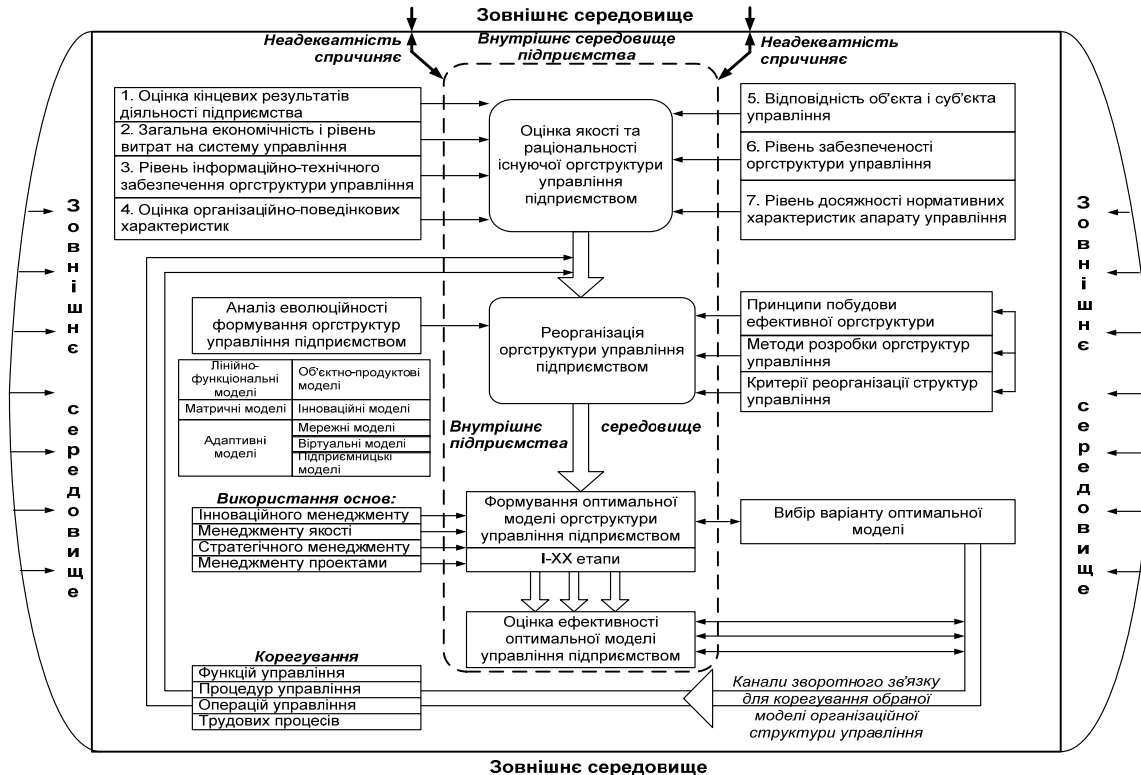 Зовнішнє середовище
Неадекватність
спричиняє
Внутрішнє середовище
підприємства
Неадекватність
спричиняє
1. Оцінка кінцевих результатів
діяльності підприємства
2. Загальна економічність і рівень
витрат на систему управління
3. Рівень інформаційно-технічного
забезпечення оргструктури управління
4. Оцінка організаційно-поведінкових
характеристик
Оцінка якості та
раціональності
існуючої оргструктури
управління
підприємством
5. Відповідність об'єкта і суб'єкта
управління
6. Рівень забезпеченості
оргструктури управління
7. Рівень досяжності нормативних
характеристик апарату управління
Зовнішнє середовище
Зовнішнє середовище
Аналіз еволюційності
формування оргструктур
управління підприємством
Реорганізація
оргструктури управління
підприємством
Принципи побудови
ефективної оргструктури
Методи розробки оргструктур
управління
Критерії реорганізації структур
управління
Лінійно-
функціональні
моделі
Об'єктно-продуктові
моделі
Матричні моделі
Інноваційні моделі
Адаптивні
моделі
Мережні моделі
Віртуальні моделі
Підприємницькі
моделі
Внутрішнє середовище
підприємства
Використання основ:
Інноваційного менеджменту
Менеджменту якості
Стратегічного менеджменту
Менеджменту проектами
Формування оптимальної
моделі оргструктури
управління підприємством
I-XX етапи
Вибір варіанту оптимальної
моделі
Оцінка ефективності
оптимальної моделі
управління підприємством
Корегування
Функцій управління
Процедур управління
Операцій управління
Трудових процесів
Канали зворотного зв'язку
для корегування обраної
моделі організаційної
структури управління
Зовнішнє середовище